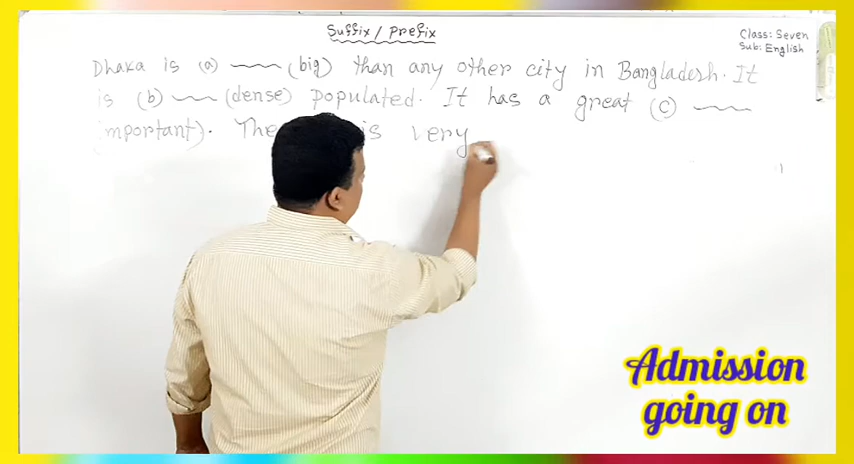 Suffix / Prefix
Class: Seven
Sub: English
Dhaka is (a) ~~~ (big) than any other city in Bangladesh. It
is (b) ~~~ (dense) populated. It has a great (c) ~~~
(important). The is very
Admission
going on